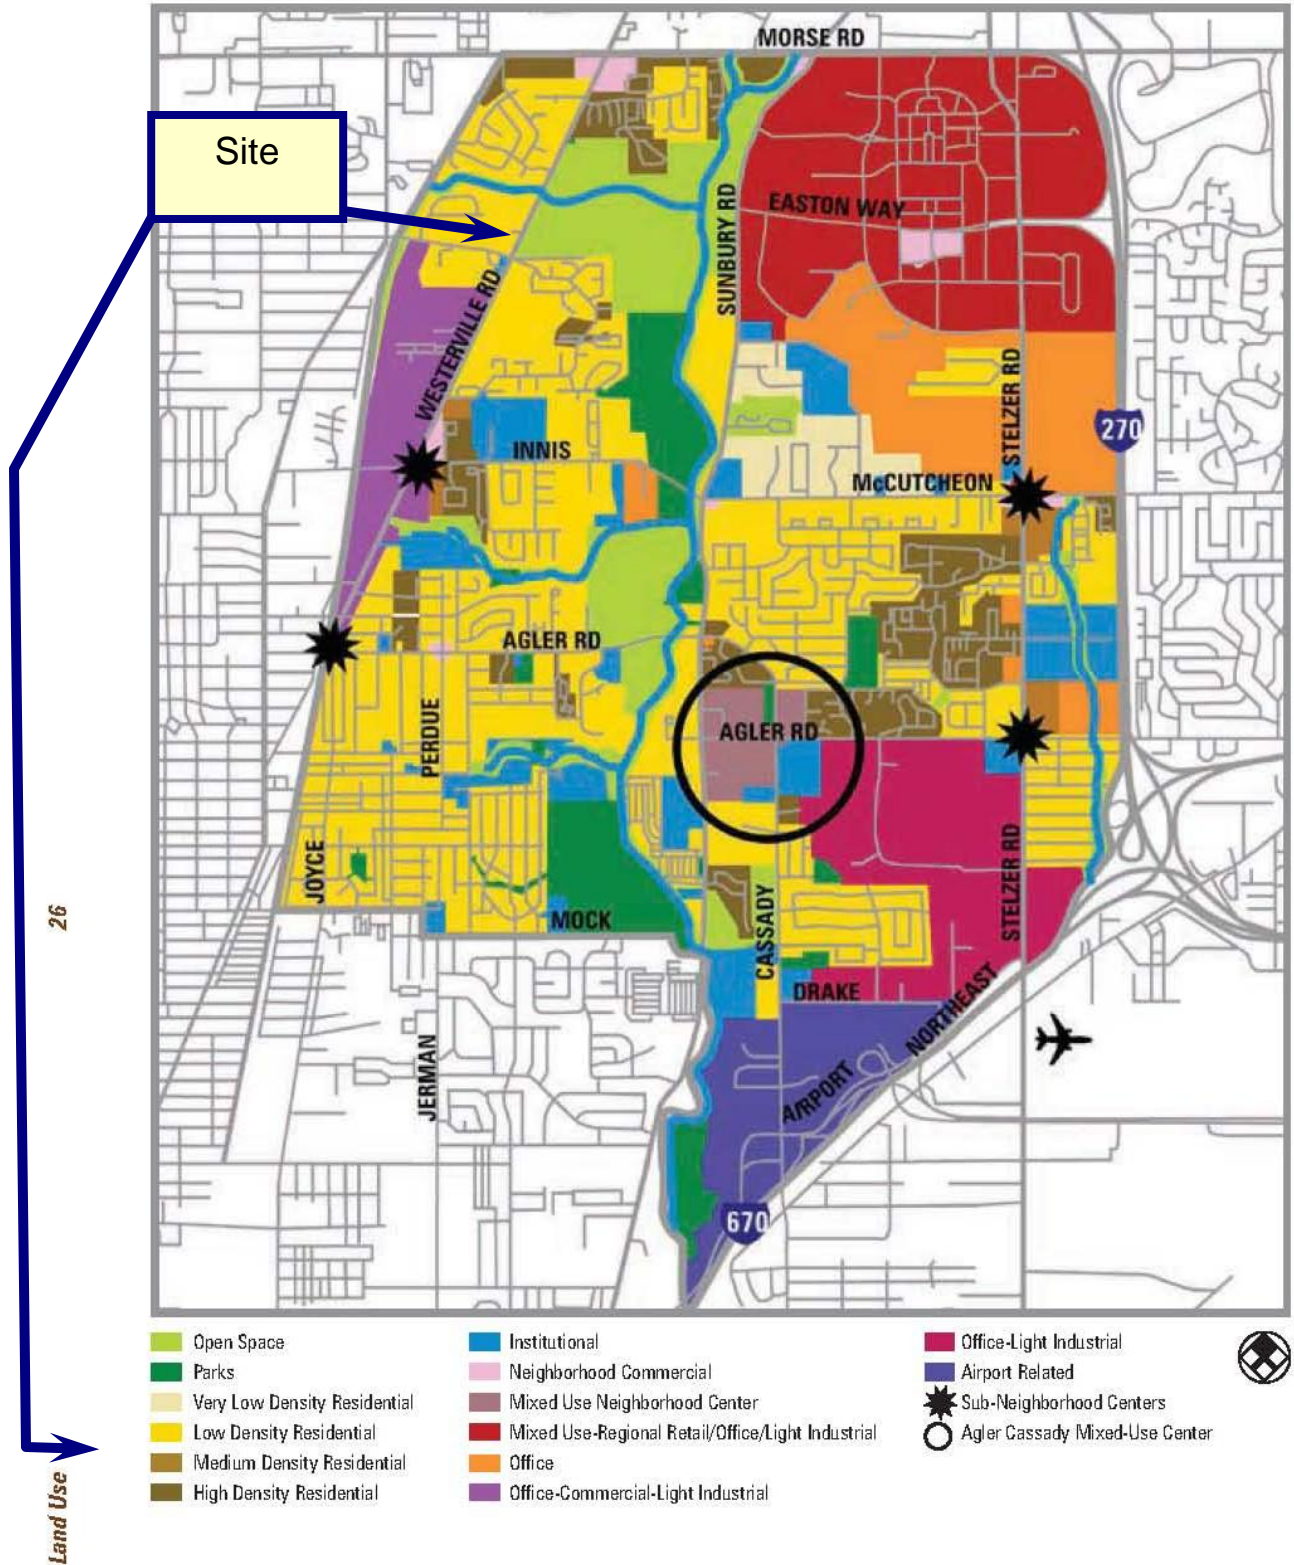 MORSE RD
Site
SUNBURY RD
EASTON WAY
WESTERVILLE RD
STELZER RD
270
INNIS
McCUTCHEON
AGLER RD
PERDUE
AGLER RD
JOYCE
STELZER RD
CASSADY
MOCK
DRAKE
NORTHEAST
AIRPORT
JERMAN
670
26
Land Use
Open Space
Parks
Very Low Density Residential
Low Density Residential
Medium Density Residential
High Density Residential
Institutional
Neighborhood Commercial
Mixed Use Neighborhood Center
Mixed Use-Regional Retail/Office/Light Industrial
Office
Office-Commercial-Light Industrial
Office-Light Industrial
Airport Related
Sub-Neighborhood Centers
Agler Cassady Mixed-Use Center